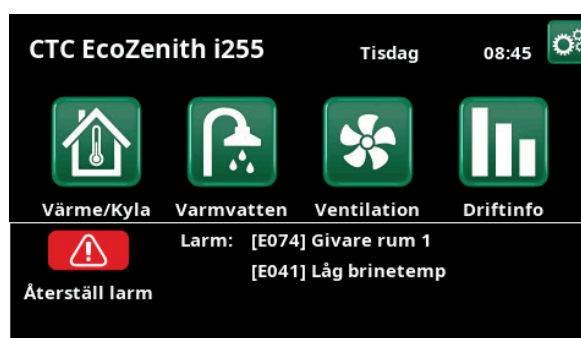 CTC EcoZenith i255 Tisdag 08:45
Värme/Kyla Varmvatten Ventilation Driftinfo
Larm: [E074] Givare rum 1
[E041] Låg brinetemp
Återställ larm